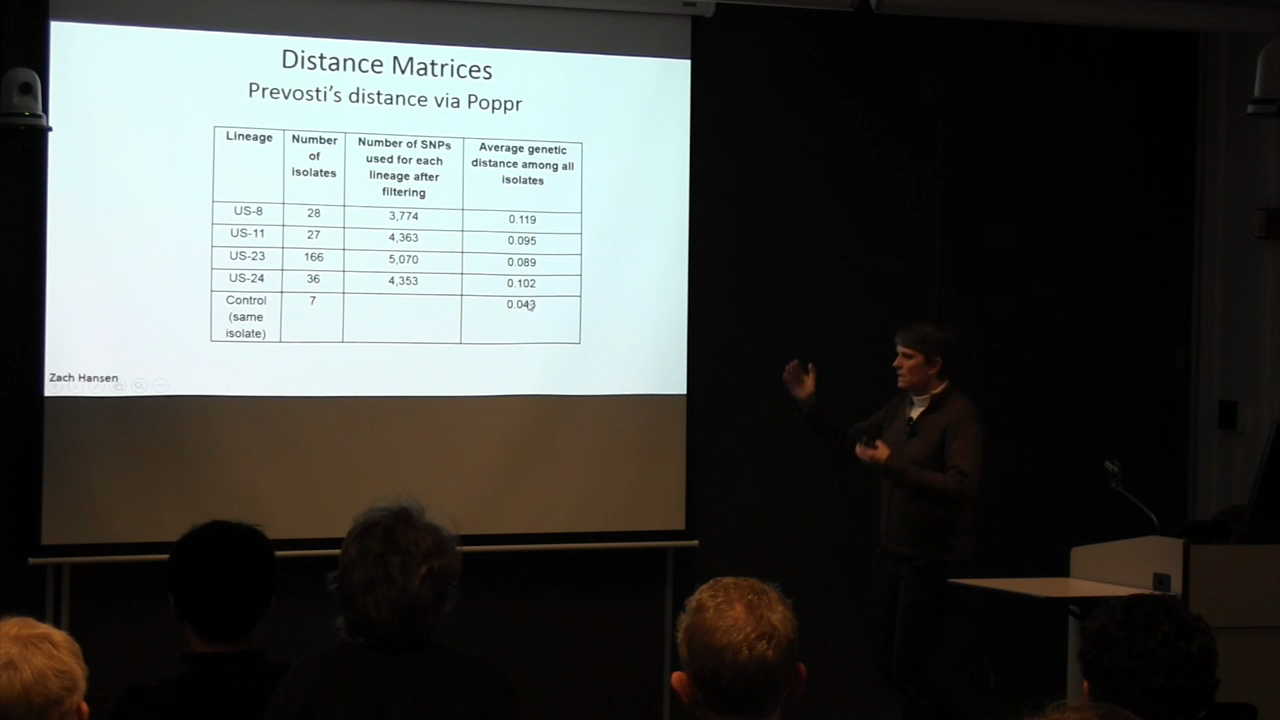 Distance Matrices
Prevosti's distance via Poppr
Lineage
Number
of
isolates
Number of SNPs
used for each
lineage after
filtering
Average genetic
distance among all
isolates
US-8 28 3,774 0.119
US-11 27 4,363 0.095
US-23 166 5,070 0.089
US-24 36 4,353 0.102
Control
(same
isolate)
7 0.043
Zach Hansen